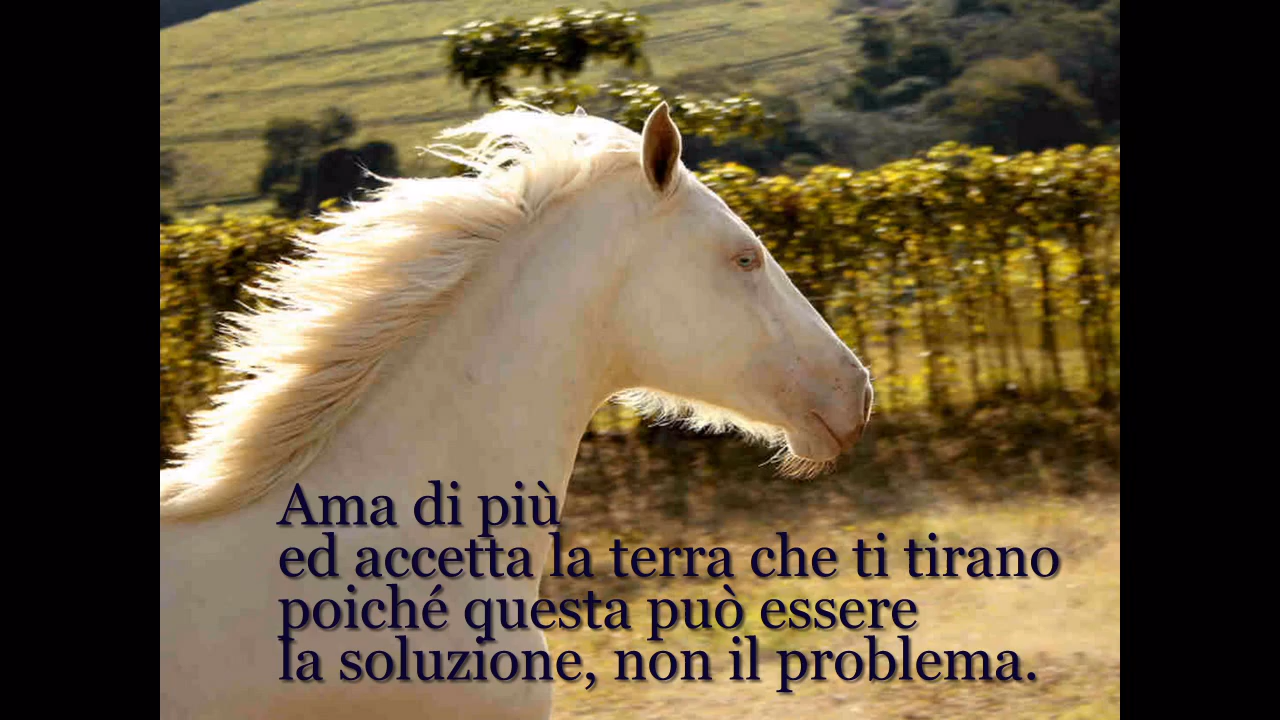 Ama di più
ed accetta la terra che ti tirano
poiché questa può essere
la soluzione, non il problema.